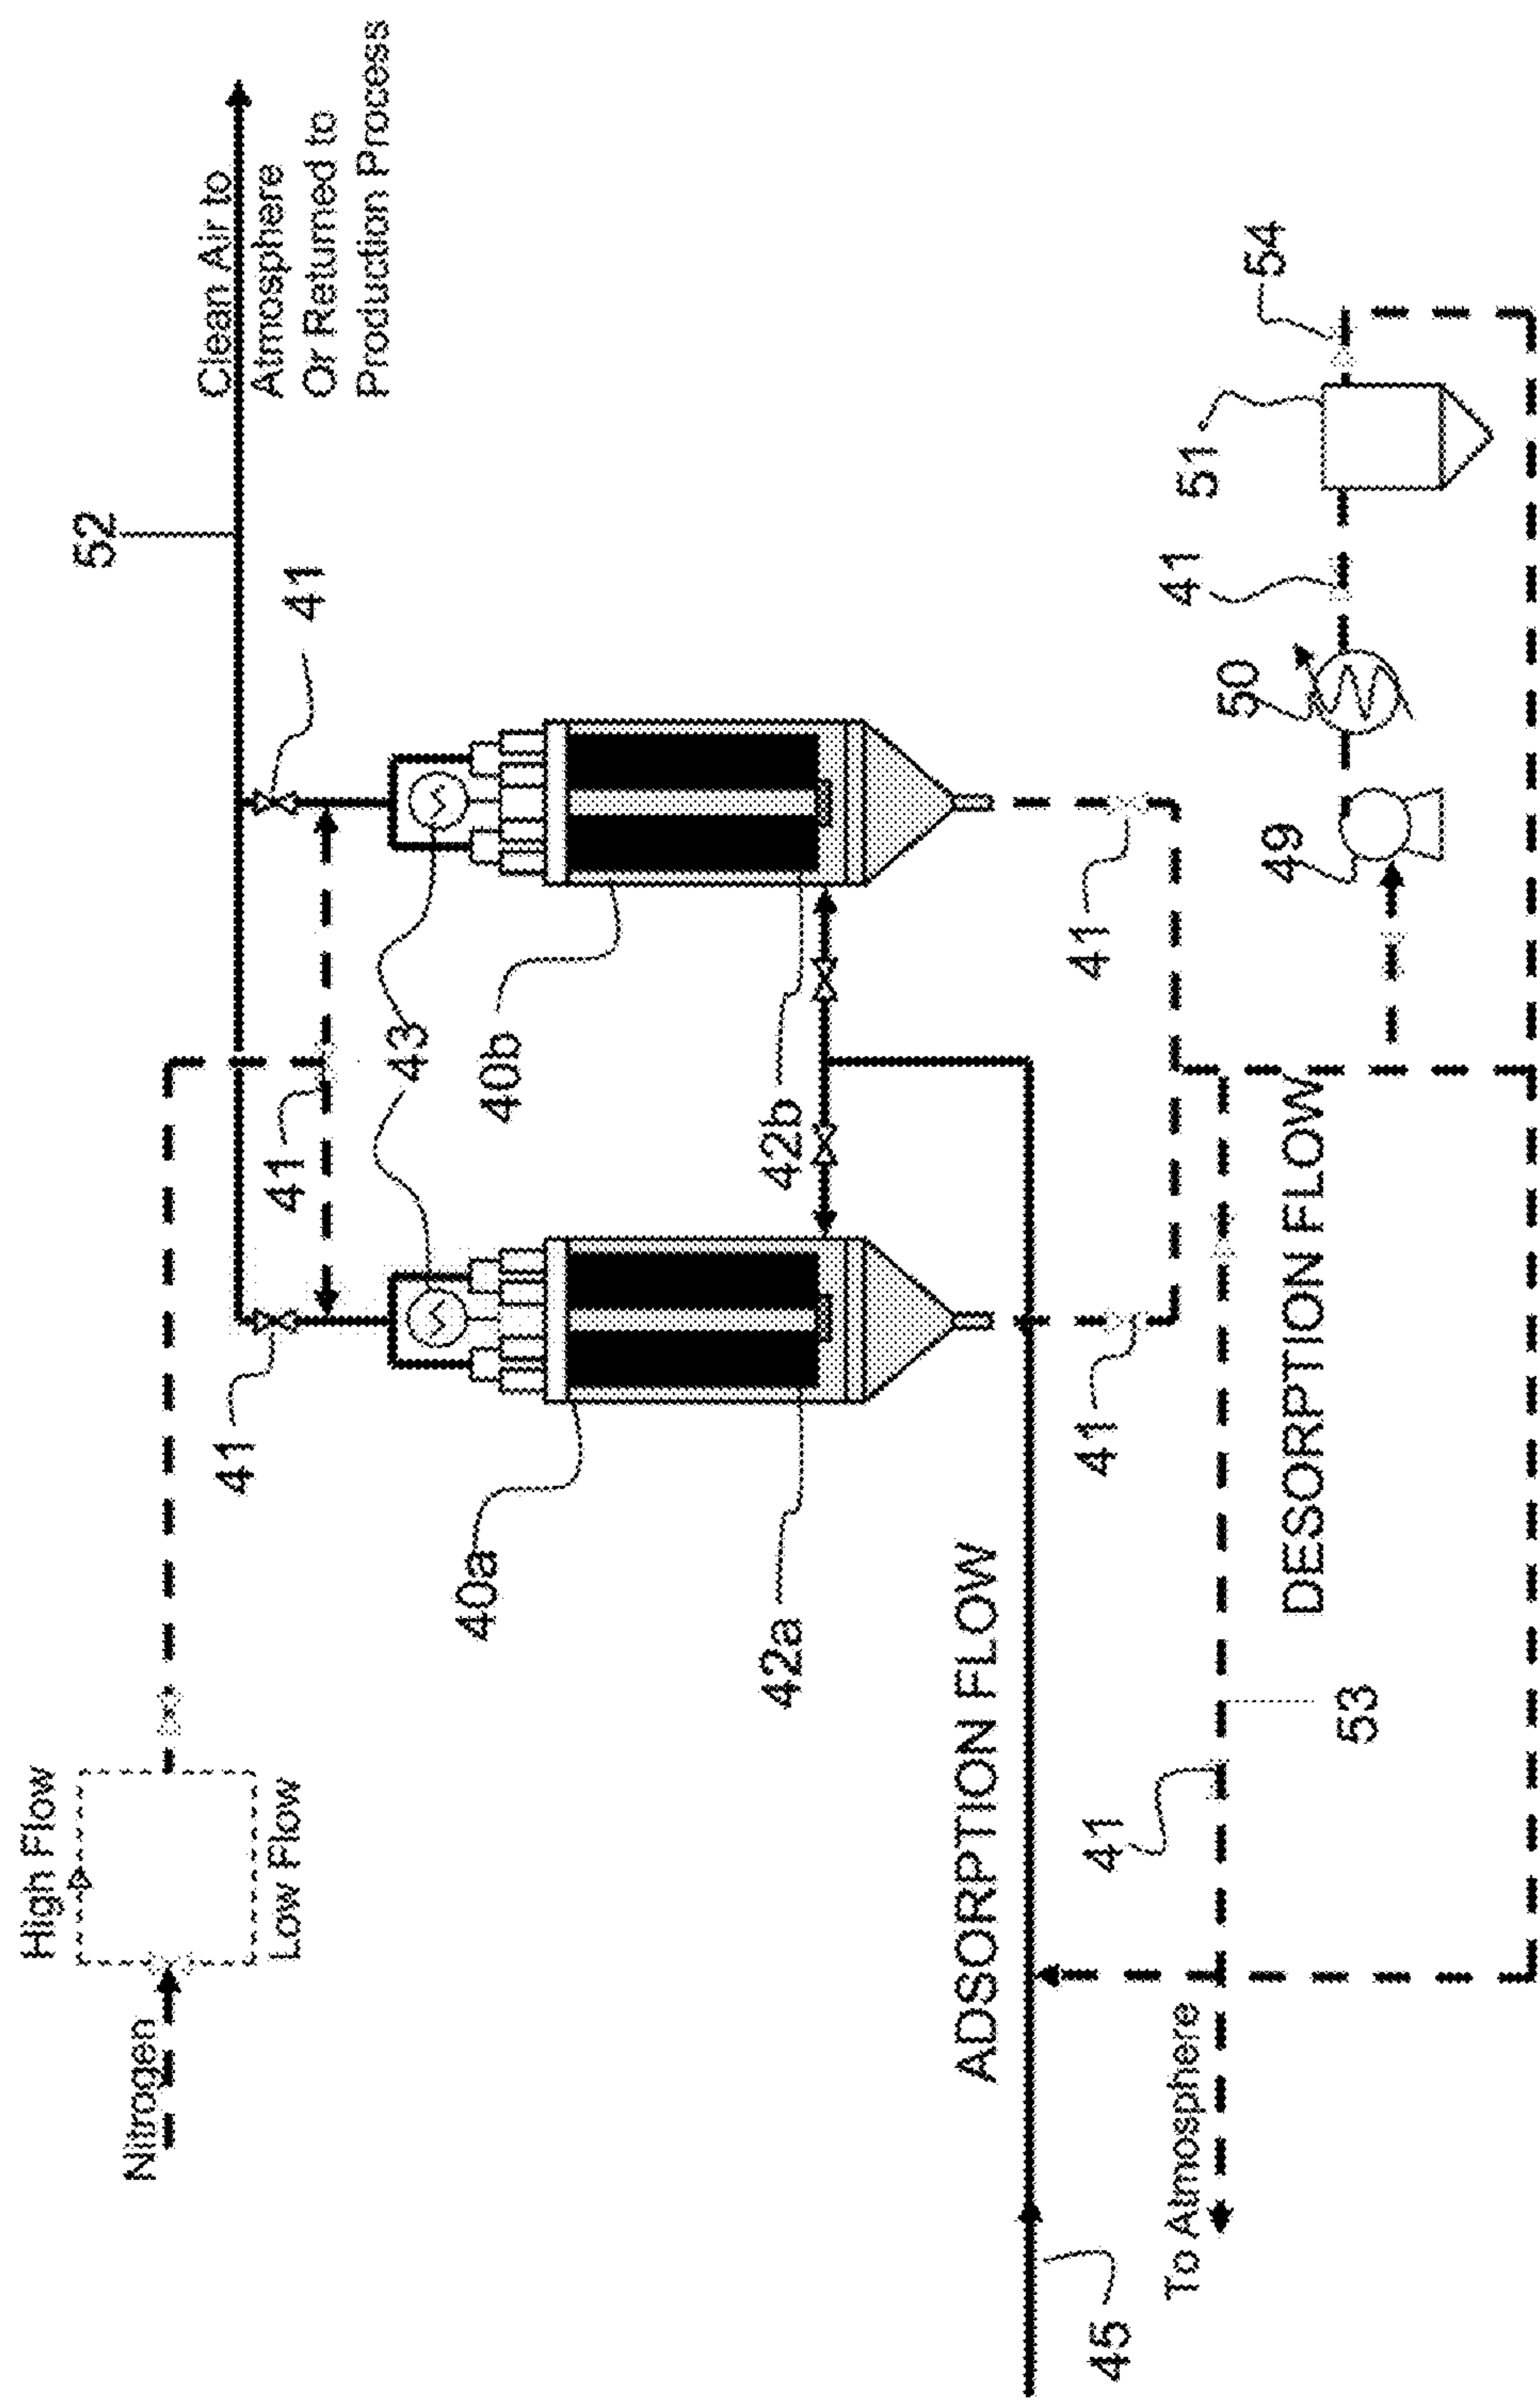 High Flow
52
Nitrogen
Low Flow
Clean Air to
Atmosphere
Or Returned to
Production Process
41
41
41
43
40a
40b
42a
42b
ADSORPTION FLOW
41
41
41
45
To Atmosphere
41
51
50
54
49
DESORPTION FLOW
53